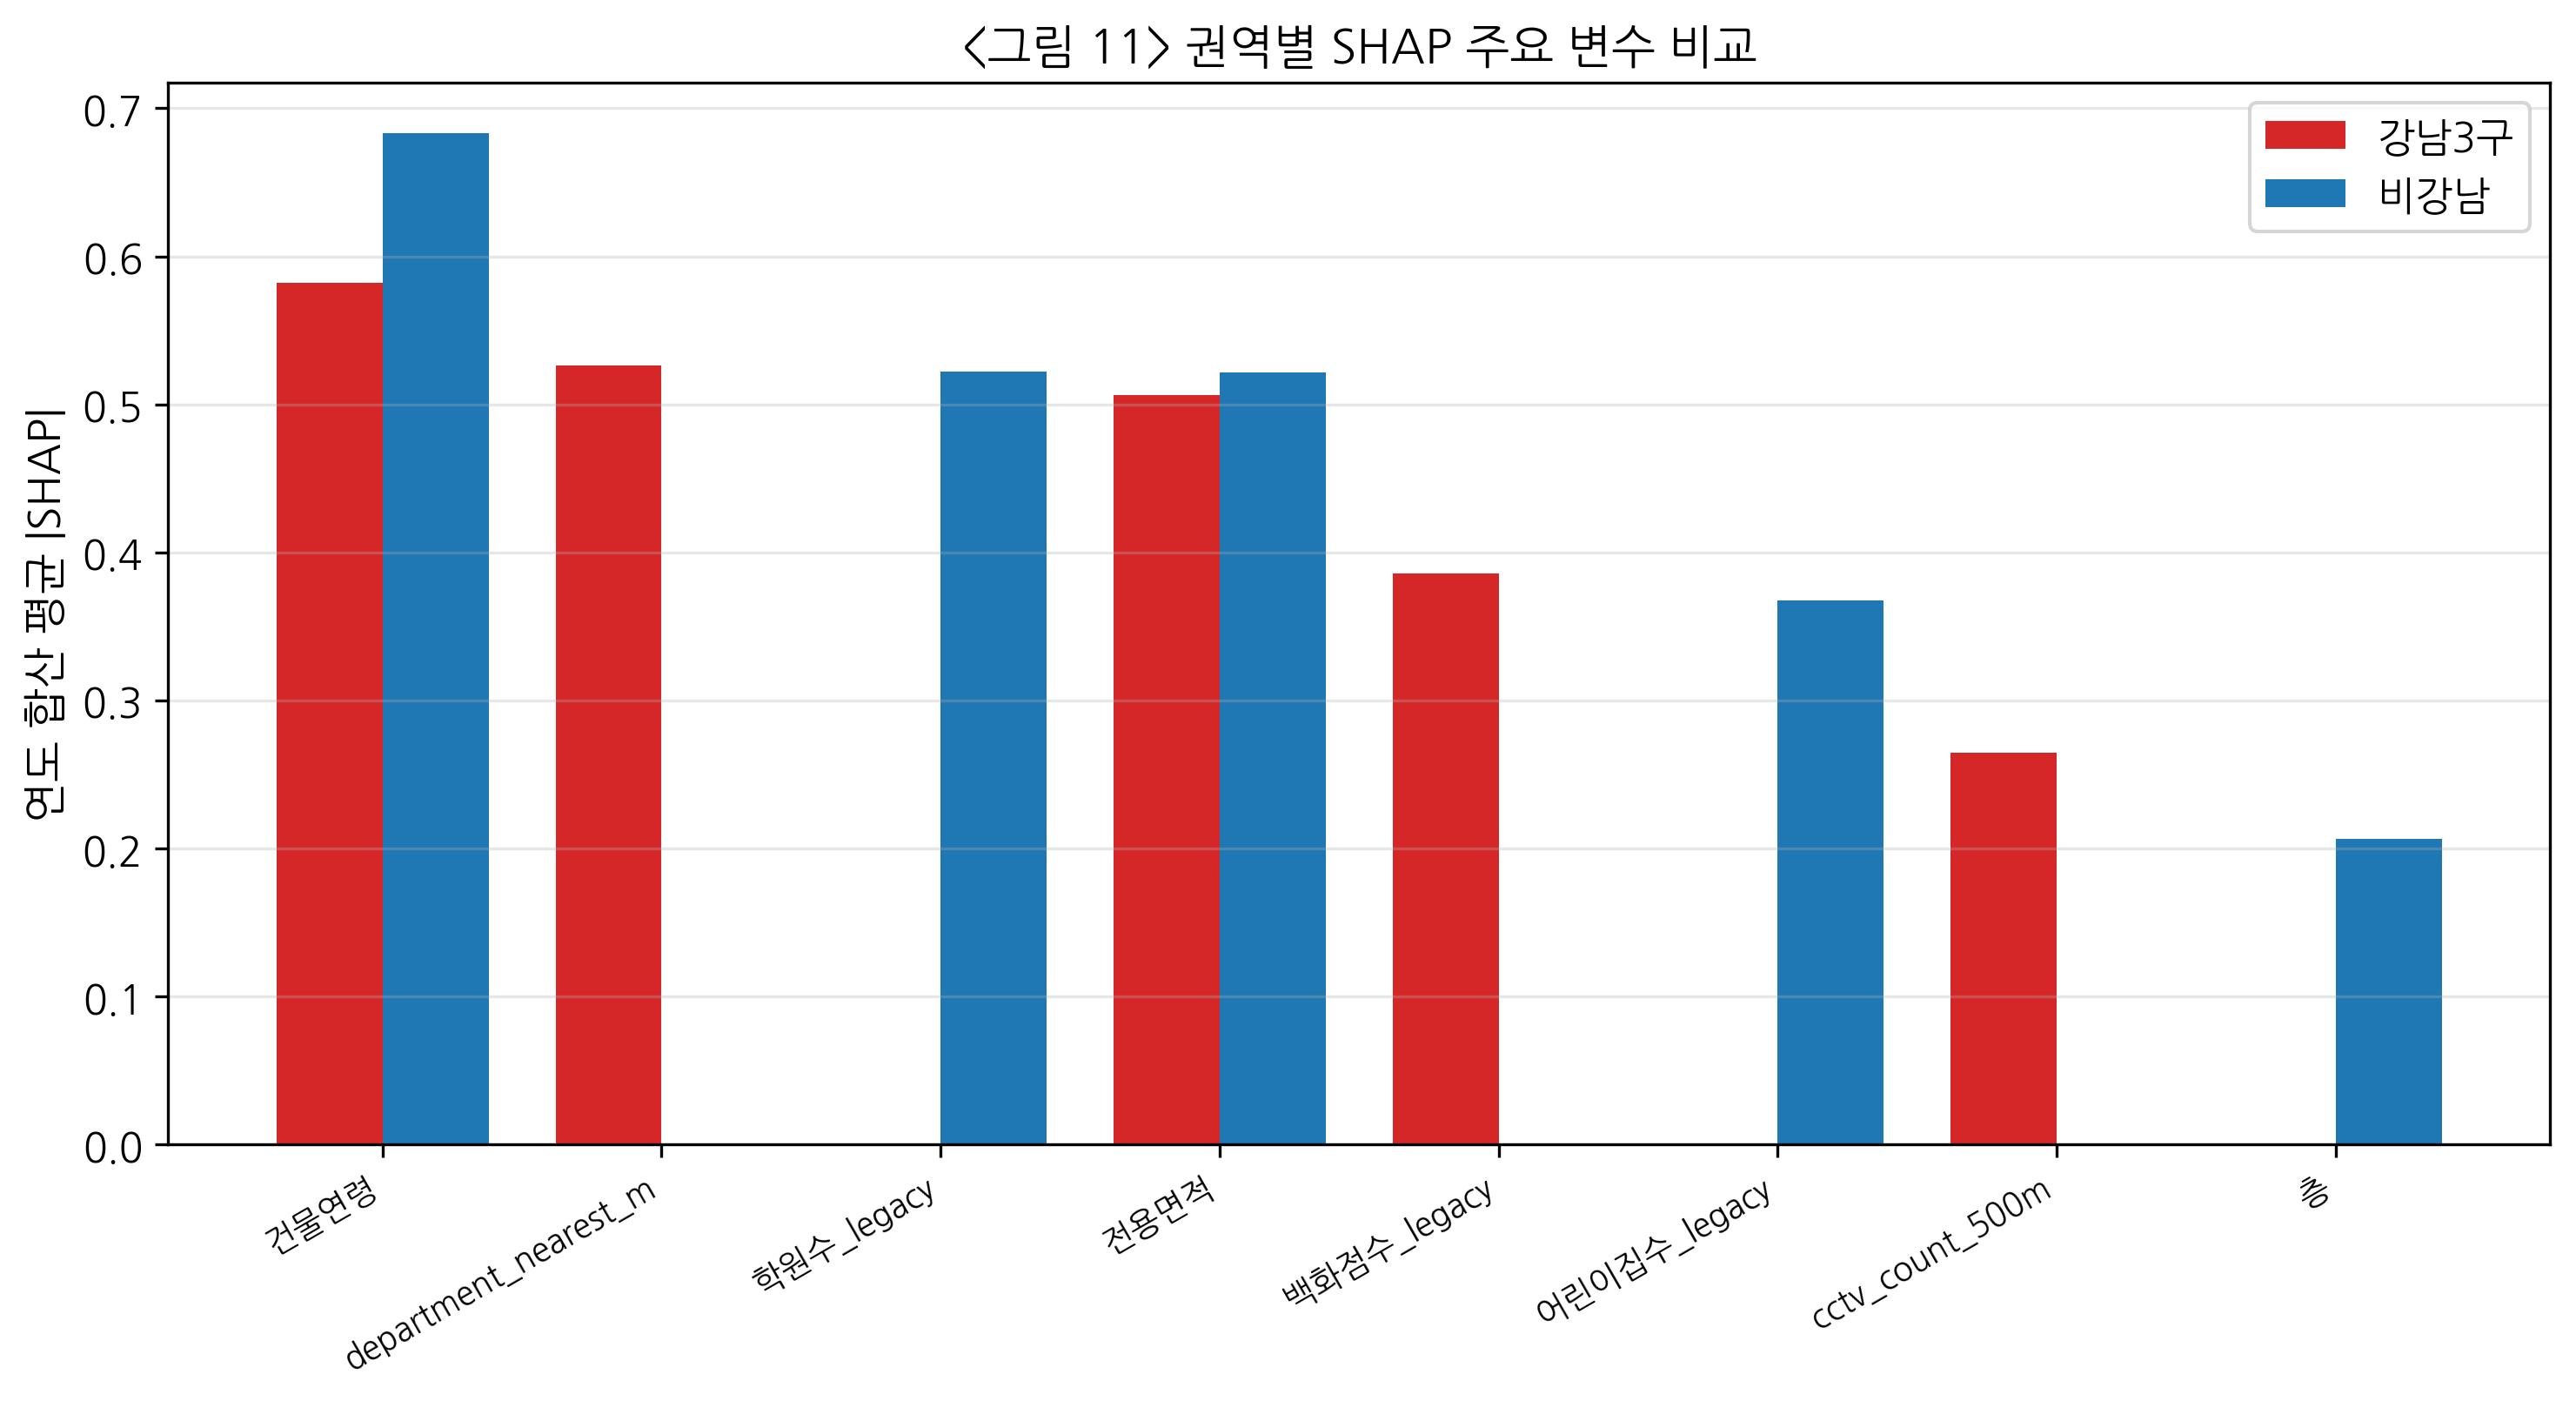 <그림 11> 권역별 SHAP 주요 변수 비교
강남3구
비강남
연도 합산 평균 |SHAP|
0.7
0.6
0.5
0.4
0.3
0.2
0.1
0.0
건물연령
department_nearest_m
학원수_legacy
전용면적
백화점수_legacy
어린이집수_legacy
cctv_count_500m
층